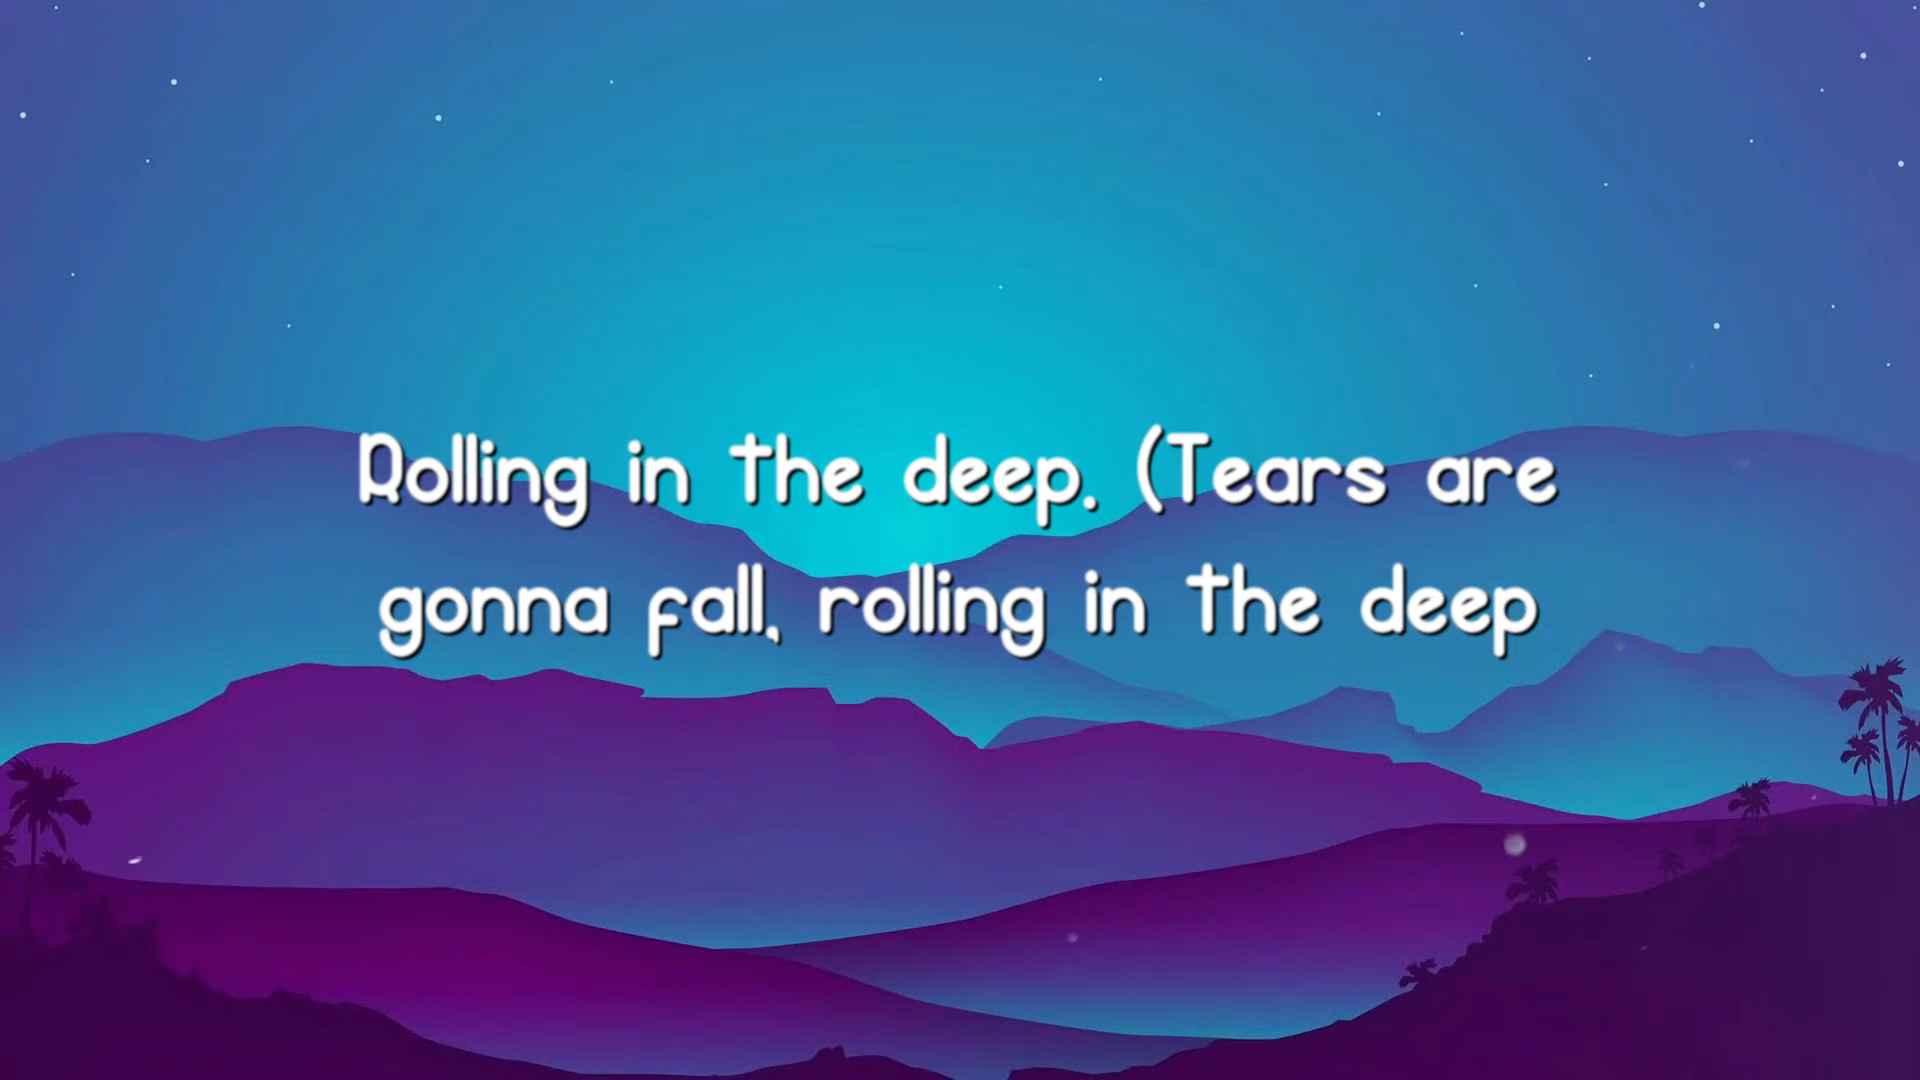 Rolling in the deep. (Tears are
gonna fall, rolling in the deep